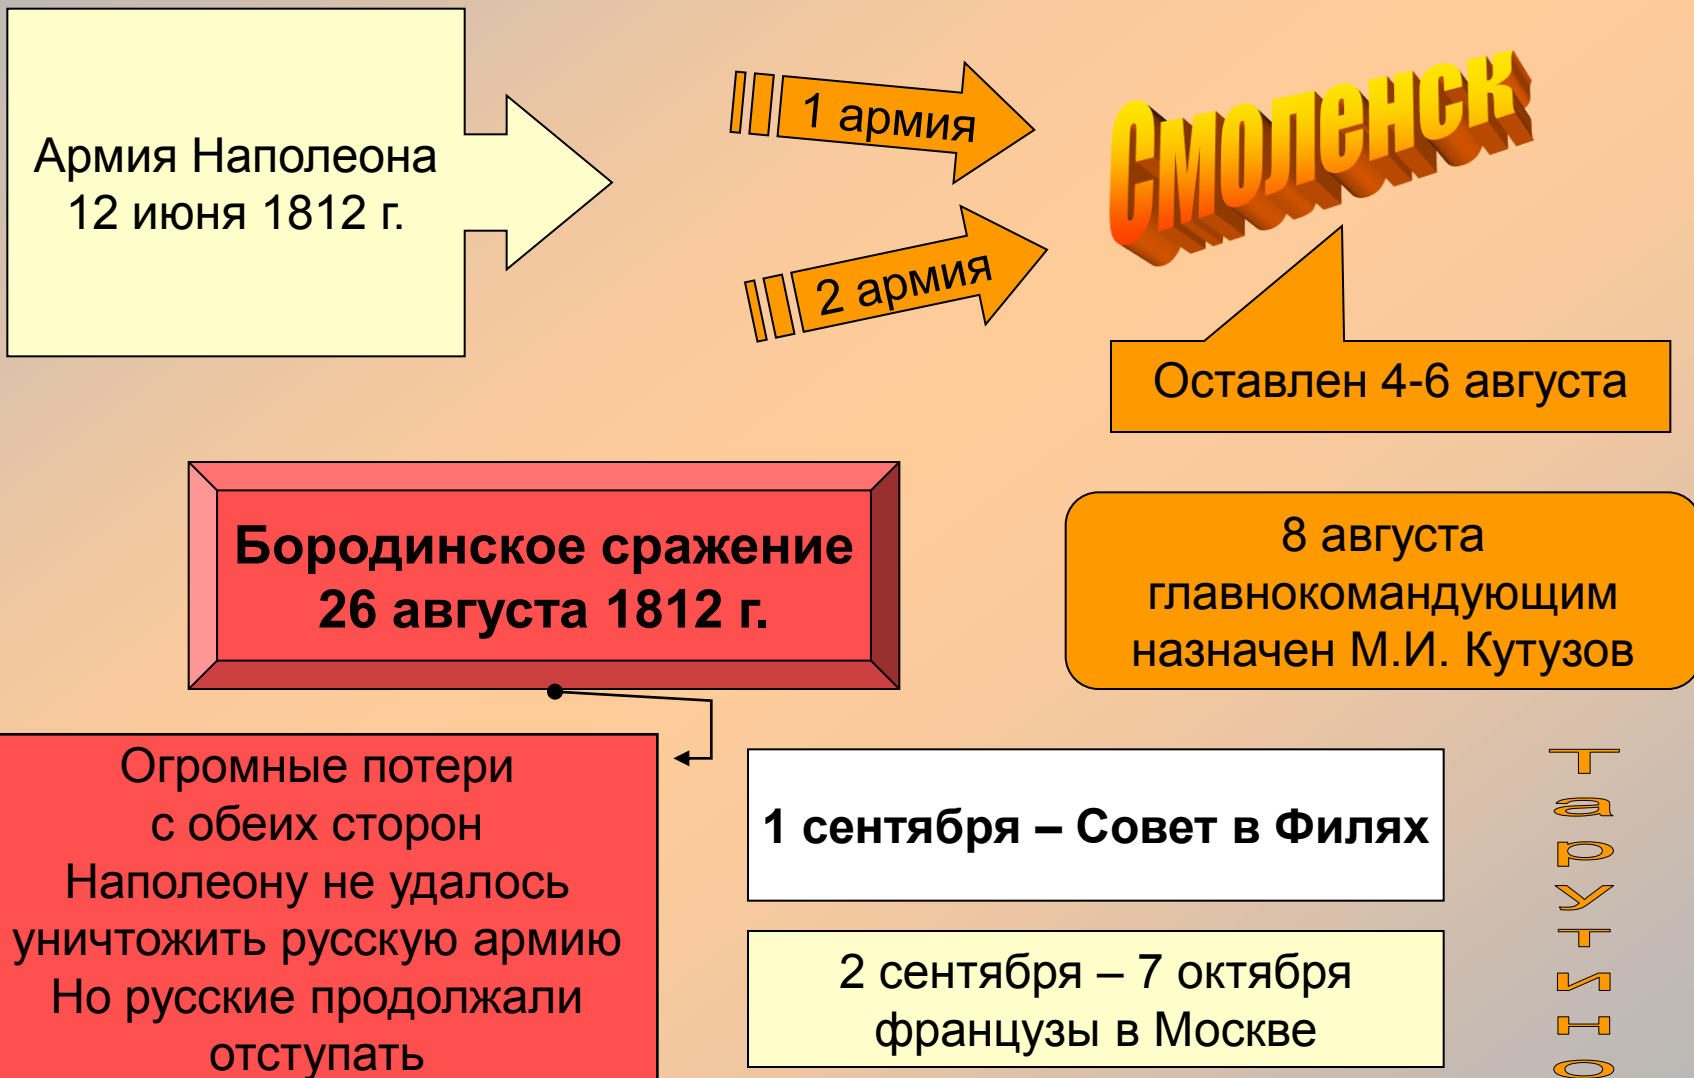 Армия Наполеона
12 июня 1812 г.
1 армия
2 армия
Смоленск
Оставлен 4-6 августа
Бородинское сражение
26 августа 1812 г.
8 августа
главнокомандующим
назначен М.И. Кутузов
Огромные потери
с обеих сторон
Наполеону не удалось
уничтожить русскую армию
Но русские продолжали
отступать
1 сентября – Совет в Филях
2 сентября – 7 октября
французы в Москве
Тарутино